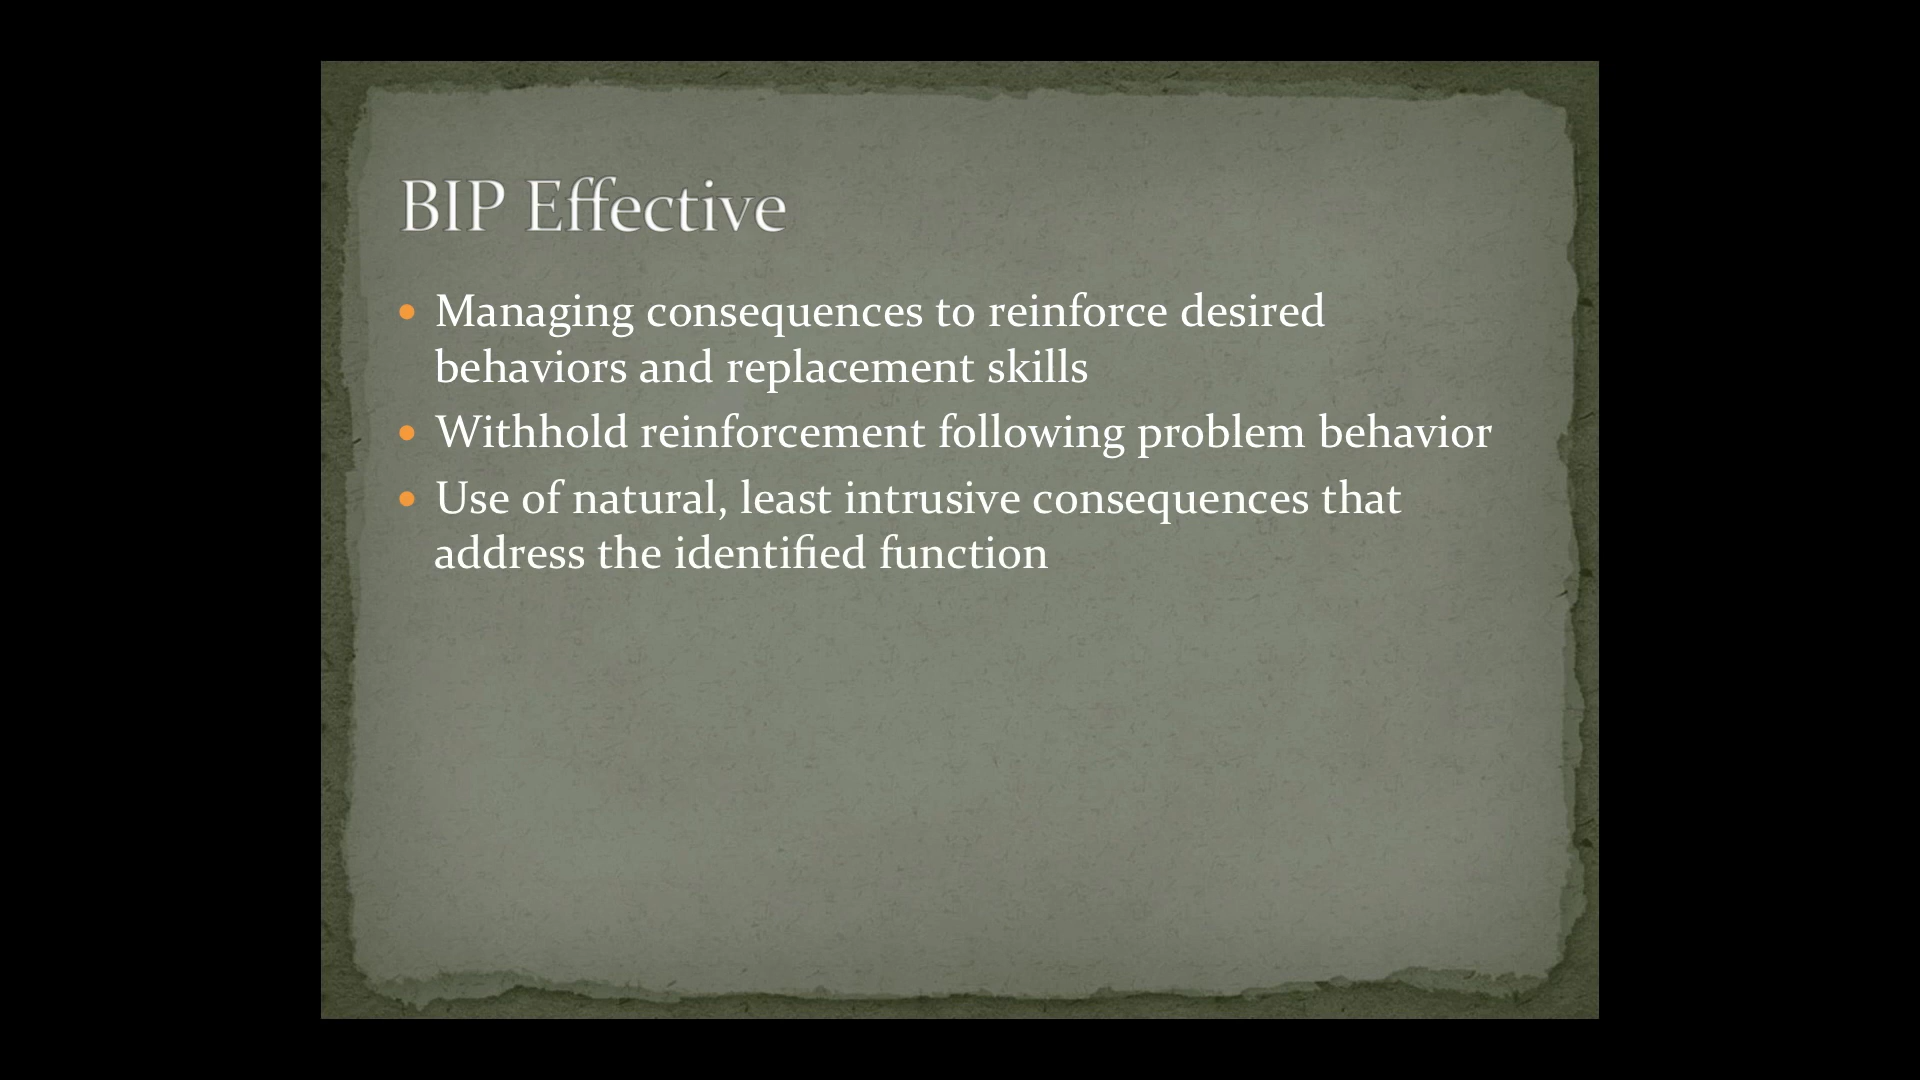 BIP Effective
Managing consequences to reinforce desired
behaviors and replacement skills
Withhold reinforcement following problem behavior
Use of natural, least intrusive consequences that
address the identified function